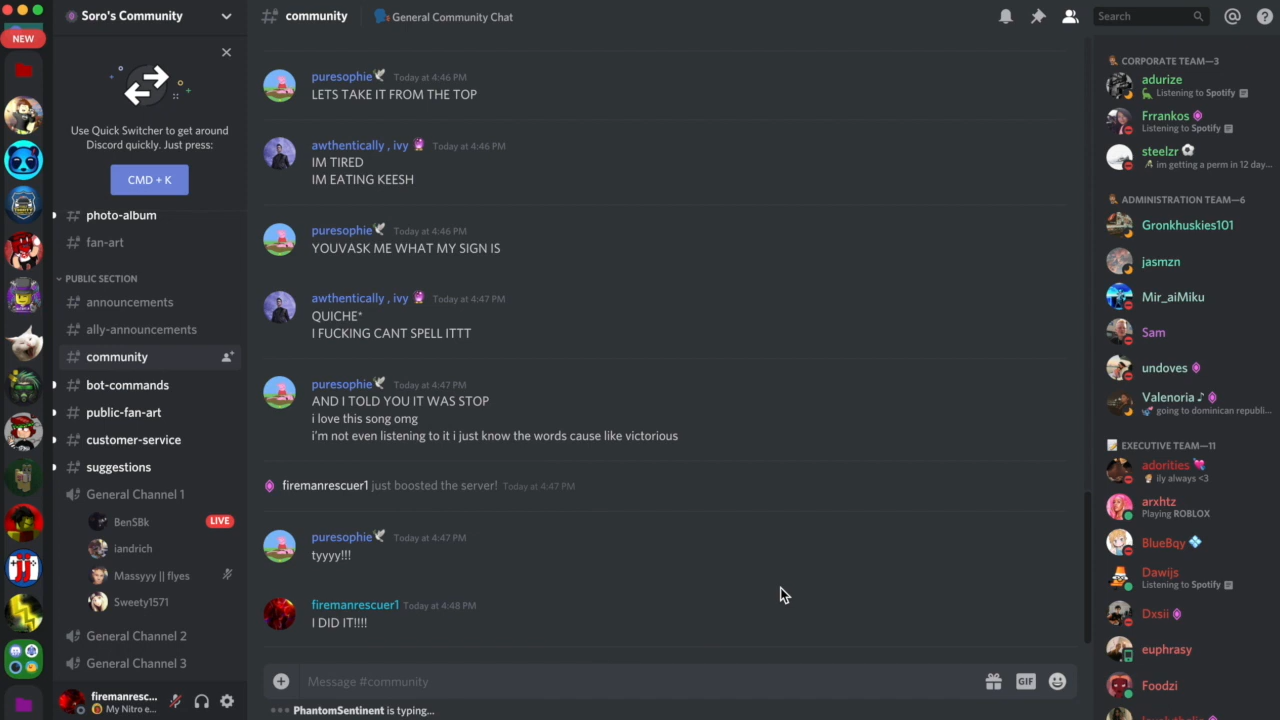 NEW
Soro's Community
Use Quick Switcher to get around
Discord quickly. Just press:
CMD + K
photo-album
fan-art
PUBLIC SECTION
announcements
ally-announcements
community
bot-commands
public-fan-art
customer-service
suggestions
General Channel 1
BenSBk
LIVE
iandrich
Massyyy || flyes
Sweety1571
General Channel 2
General Channel 3
firemanresc...
My Nitro e...
community
General Community Chat
Search
puresophie Today at 4:46 PM
LETS TAKE IT FROM THE TOP
awthentically , ivy Today at 4:46 PM
IM TIRED
IM EATING KEESH
puresophie Today at 4:46 PM
YOUVASK ME WHAT MY SIGN IS
awthentically , ivy Today at 4:47 PM
QUICHE*
I FUCKING CANT SPELL ITTT
puresophie Today at 4:47 PM
AND I TOLD YOU IT WAS STOP
i love this song omg
i'm not even listening to it i just know the words cause like victorious
firemanrescuer1 just boosted the server! Today at 4:47 PM
puresophie Today at 4:47 PM
tyyyy!!!
firemanrescuer1 Today at 4:48 PM
I DID IT!!!!
Message #community
GIF
PhantomSentinent is typing...
CORPORATE TEAM—3
adurize
Listening to Spotify
Frrankos
Listening to Spotify
steelzr
im getting a perm in 12 day...
ADMINISTRATION TEAM—6
Gronkhuskies101
jasmzn
Mir_aiMiku
Sam
undoves
Valenoria ♪
going to dominican republi...
EXECUTIVE TEAM—11
adorities
ily always <3
arxhtz
Playing ROBLOX
BlueBqy
Dawijs
Listening to Spotify
Dxsii
euphrasy
Foodzi